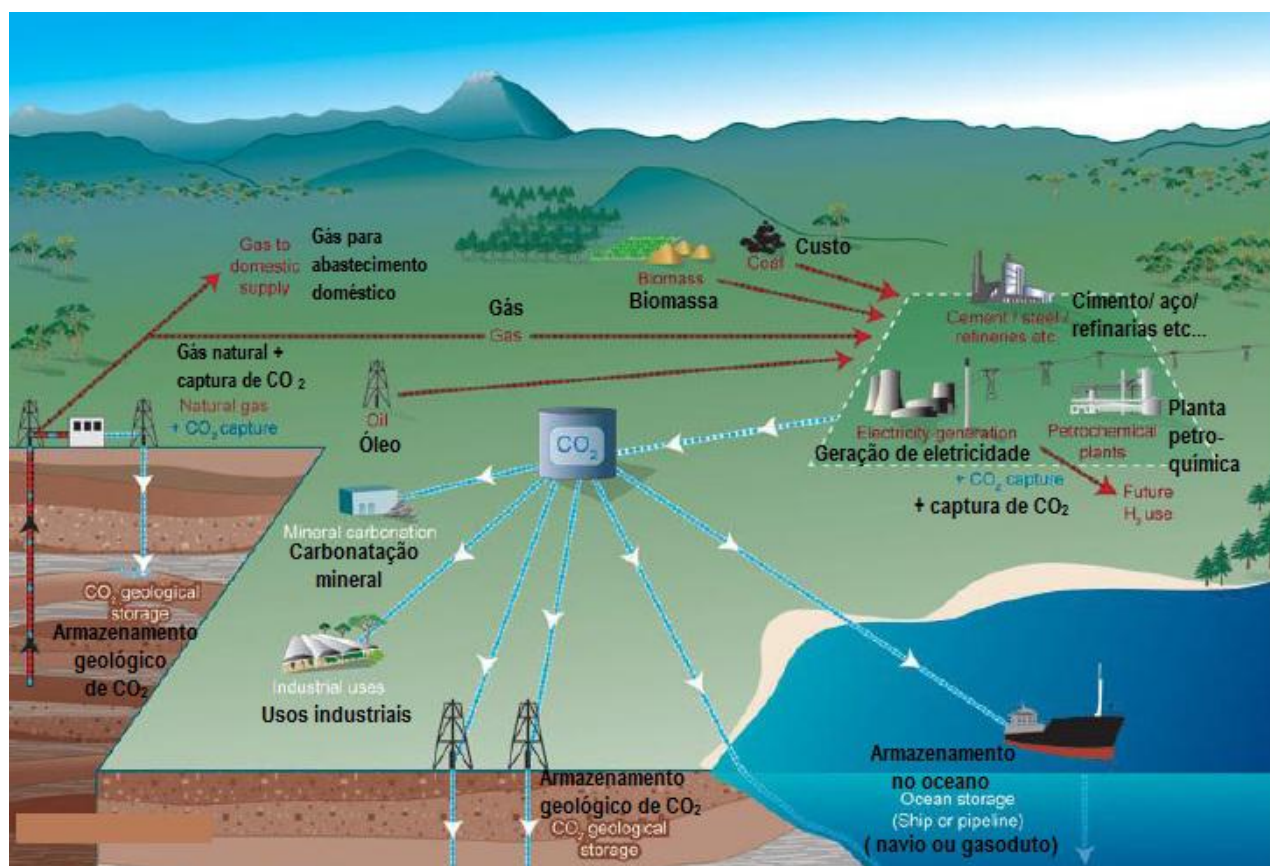 Gas to
domestic
supply
Gás para
abastecimento
doméstico
Coal
Custo
Biomass
Biomassa
Gás
Gas
Cement / steel /
refineries etc
Cimento/ aço/
refinarias etc...
Gás natural +
captura de CO 2
Natural gas
+ CO2 capture
Oil
Óleo
CO2
Electricity generation
Geração de eletricidade
+ CO2 capture
+ captura de CO2
Petrochemical
plants
Planta
petro-
química
Future
H2 use
Mineral carbonation
Carbonatação
mineral
CO2 geological
storage
Armazenamento
geológico
de CO2
Industrial uses
Usos industriais
Armazenamento
geológico de CO2
CO2 geological
storage
Armazenamento
no oceano
Ocean storage
(Ship or pipeline)
( navio ou gasoduto)